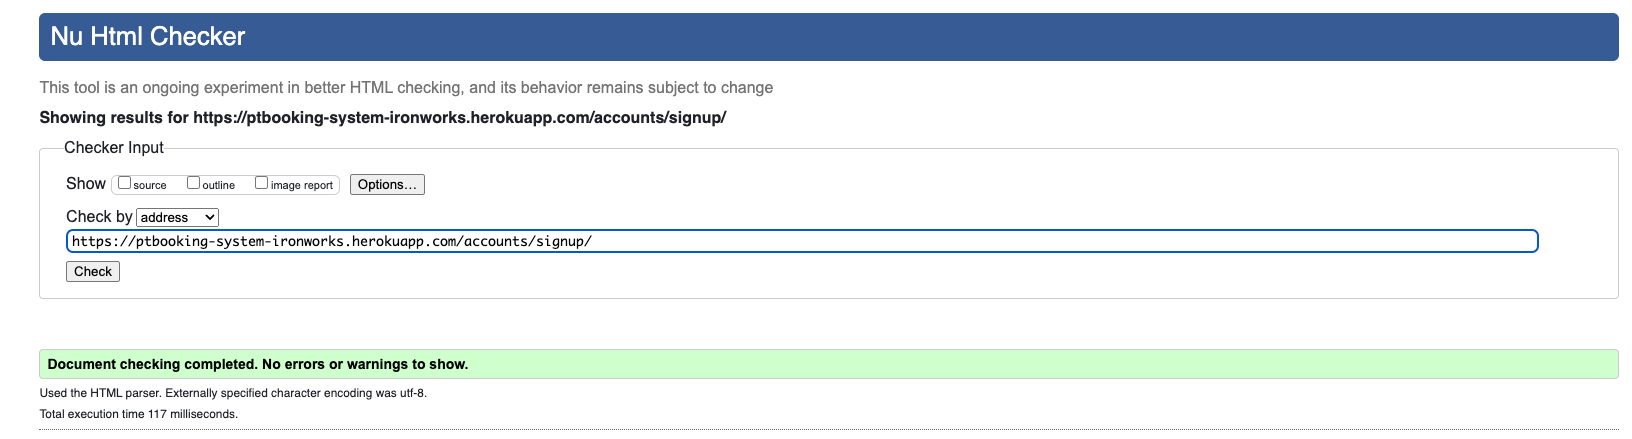 Nu Html Checker
This tool is an ongoing experiment in better HTML checking, and its behavior remains subject to change
Showing results for https://ptbooking-system-ironworks.herokuapp.com/accounts/signup/
Checker Input
Show source outline image report Options...
Check by address
https://ptbooking-system-ironworks.herokuapp.com/accounts/signup/
Check
Document checking completed. No errors or warnings to show.
Used the HTML parser. Externally specified character encoding was utf-8.
Total execution time 117 milliseconds.